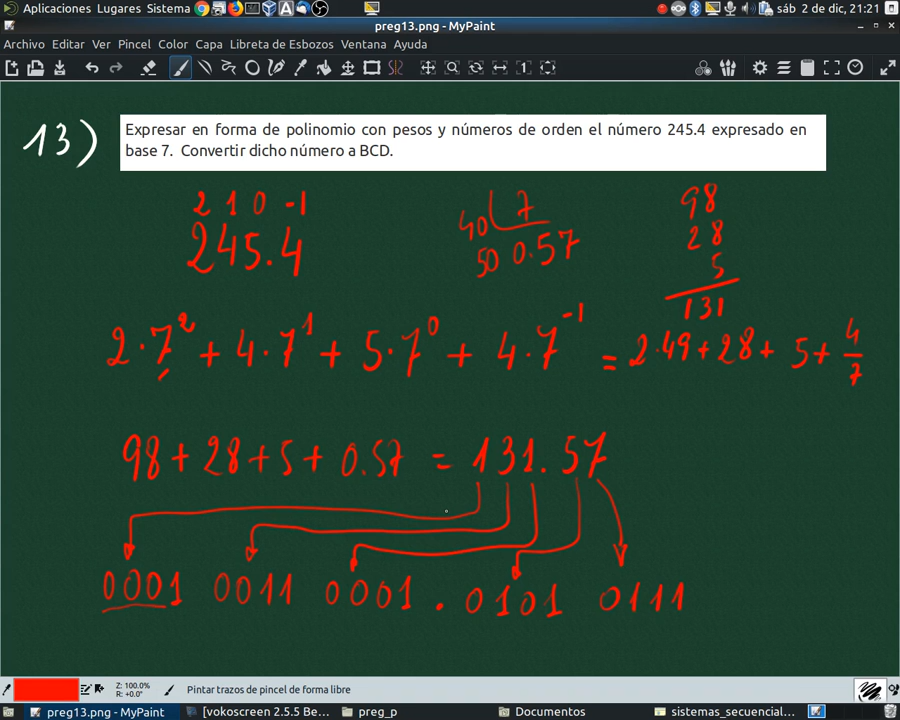 Aplicaciones Lugares Sistema sáb 2 de dic, 21:21
preg13.png - MyPaint
Archivo Editar Ver Pincel Color Capa Libreta de Esbozos Ventana Ayuda
13)
Expresar en forma de polinomio con pesos y números de orden el número 245.4 expresado en
base 7. Convertir dicho número a BCD.
2 1 0 -1
245.4
40 7
50 0.57
98
28
5
131
2·7² + 4·7¹ + 5·7⁰ + 4·7⁻¹ = 2·49+28+ 5+ 4/7
98+28+5+0.57 = 131.57
0001 0011 0001 . 0101 0111
Z: 100.0%
R: +0.0°
Pintar trazos de pincel de forma libre
preg13.png - MyPaint [vokoscreen 2.5.5 Be... preg_p Documentos sistemas_secuencial...